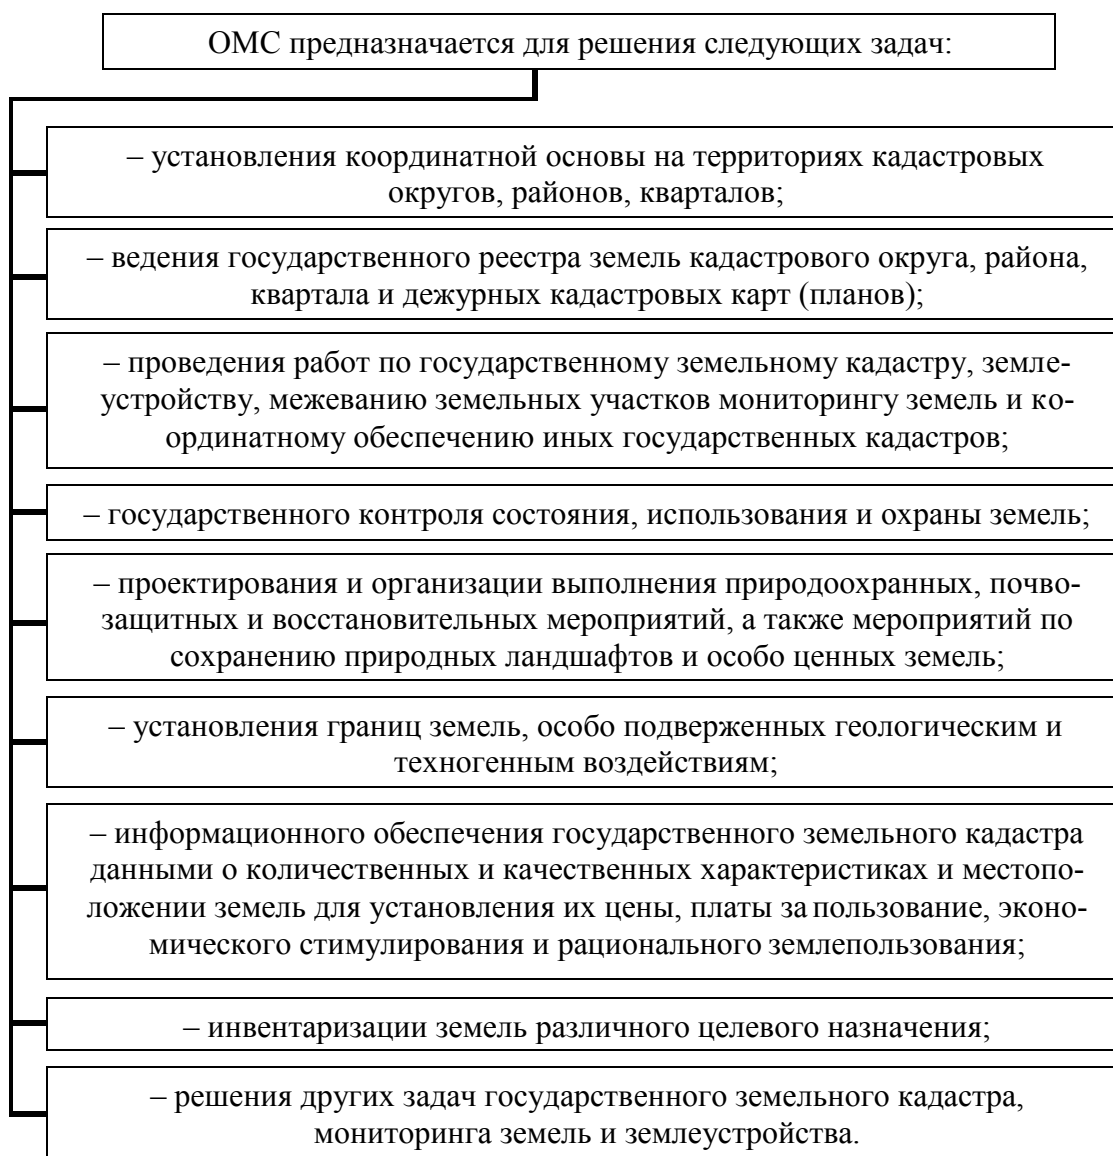 ОМС предназначается для решения следующих задач:
– установления координатной основы на территориях кадастровых
округов, районов, кварталов;
– ведения государственного реестра земель кадастрового округа, района,
квартала и дежурных кадастровых карт (планов);
– проведения работ по государственному земельному кадастру, земле-
устройству, межеванию земельных участков мониторингу земель и ко-
ординатному обеспечению иных государственных кадастров;
– государственного контроля состояния, использования и охраны земель;
– проектирования и организации выполнения природоохранных, почво-
защитных и восстановительных мероприятий, а также мероприятий по
сохранению природных ландшафтов и особо ценных земель;
– установления границ земель, особо подверженных геологическим и
техногенным воздействиям;
– информационного обеспечения государственного земельного кадастра
данными о количественных и качественных характеристиках и местопо-
ложении земель для установления их цены, платы за пользование, эконо-
мического стимулирования и рационального землепользования;
– инвентаризации земель различного целевого назначения;
– решения других задач государственного земельного кадастра,
мониторинга земель и землеустройства.